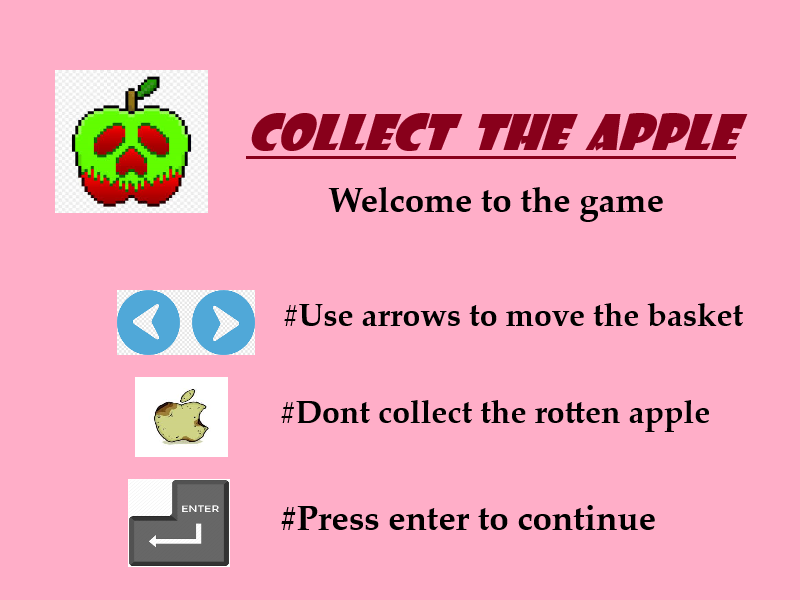 COLLECT THE APPLE
Welcome to the game
#Use arrows to move the basket
#Dont collect the rotten apple
ENTER
#Press enter to continue